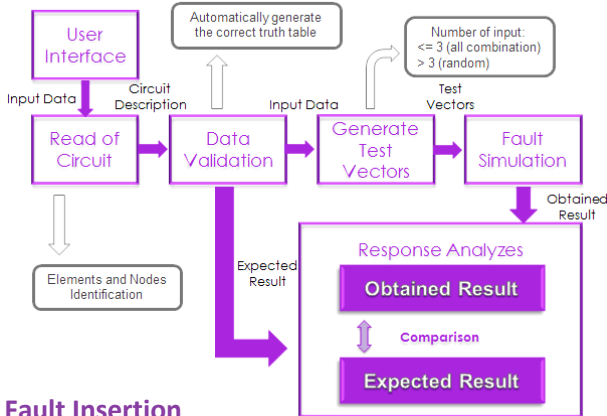 User
Interface
Automatically generate
the correct truth table
Number of input:
<= 3 (all combination)
> 3 (random)
Input Data
Circuit
Description
Input Data
Test
Vectors
Read of
Circuit
Data
Validation
Generate
Test
Vectors
Fault
Simulation
Obtained
Result
Elements and Nodes
Identification
Expected
Result
Response Analyzes
Obtained Result
Comparison
Expected Result
Fault Insertion